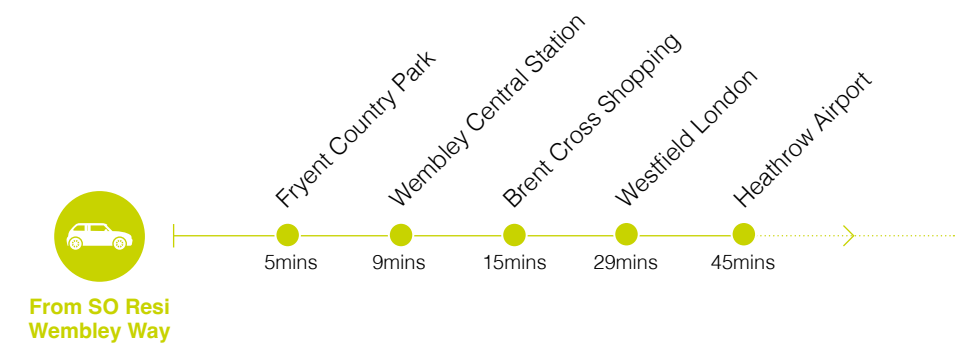 Fryent Country Park
Wembley Central Station
Brent Cross Shopping
Westfield London
Heathrow Airport
5mins
9mins
15mins
29mins
45mins
From SO Resi
Wembley Way